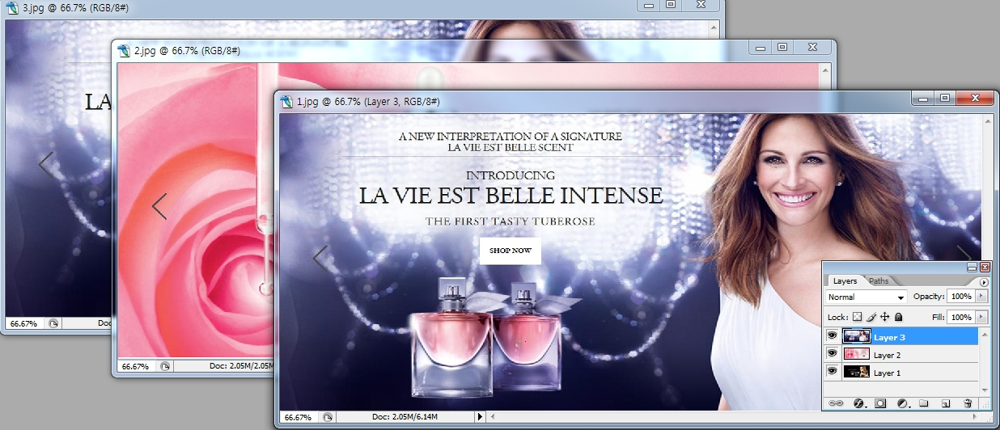 3.jpg @ 66.7% (RGB/8#)
2.jpg @ 66.7% (RGB/8#)
LA
1.jpg @ 66.7% (Layer 3, RGB/8#)
A NEW INTERPRETATION OF A SIGNATURE
LA VIE EST BELLE SCENT
INTRODUCING
LA VIE EST BELLE INTENSE
THE FIRST TASTY TUBEROSE
SHOP NOW
Layers Paths
Normal Opacity: 100%
Lock: Fill: 100%
Layer 3
Layer 2
Layer 1
66.67% Doc
66.67% Doc: 2.05M/2.05M
66.67% Doc: 2.05M/6.14M